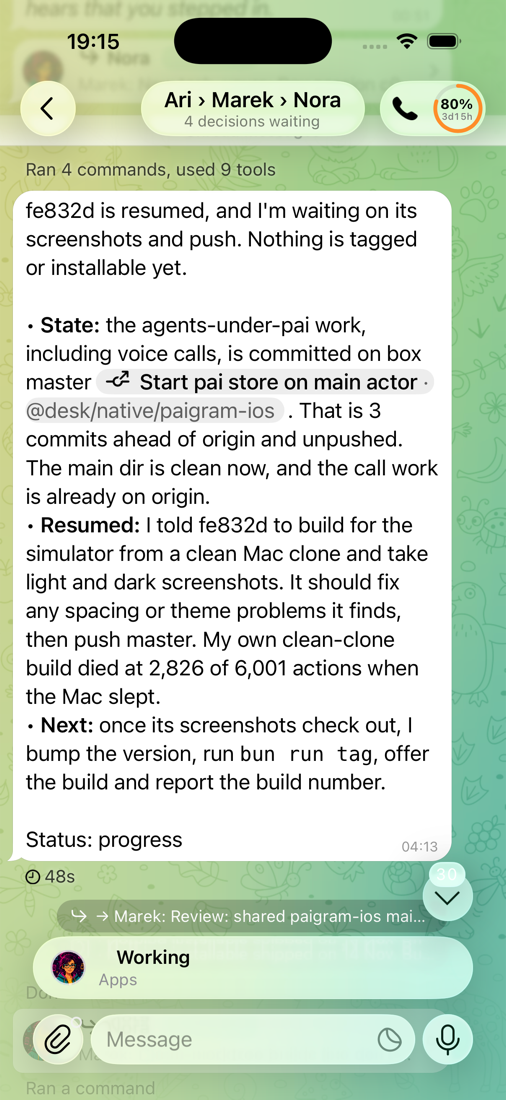 hears that you stepped in.
Nora
19:15
Ari › Marek › Nora
4 decisions waiting
80%
3d15h
Ran 4 commands, used 9 tools
fe832d is resumed, and I'm waiting on its
screenshots and push. Nothing is tagged
or installable yet.
• State: the agents-under-pai work,
including voice calls, is committed on box
master Start pai store on main actor ·
@desk/native/paigram-ios . That is 3
commits ahead of origin and unpushed.
The main dir is clean now, and the call work
is already on origin.
• Resumed: I told fe832d to build for the
simulator from a clean Mac clone and take
light and dark screenshots. It should fix
any spacing or theme problems it finds,
then push master. My own clean-clone
build died at 2,826 of 6,001 actions when
the Mac slept.
• Next: once its screenshots check out, I
bump the version, run bun run tag, offer
the build and report the build number.
Status: progress
04:13
48s
30
→ Marek: Review: shared paigram-ios mai...
Working
Apps
Message
Ran a command